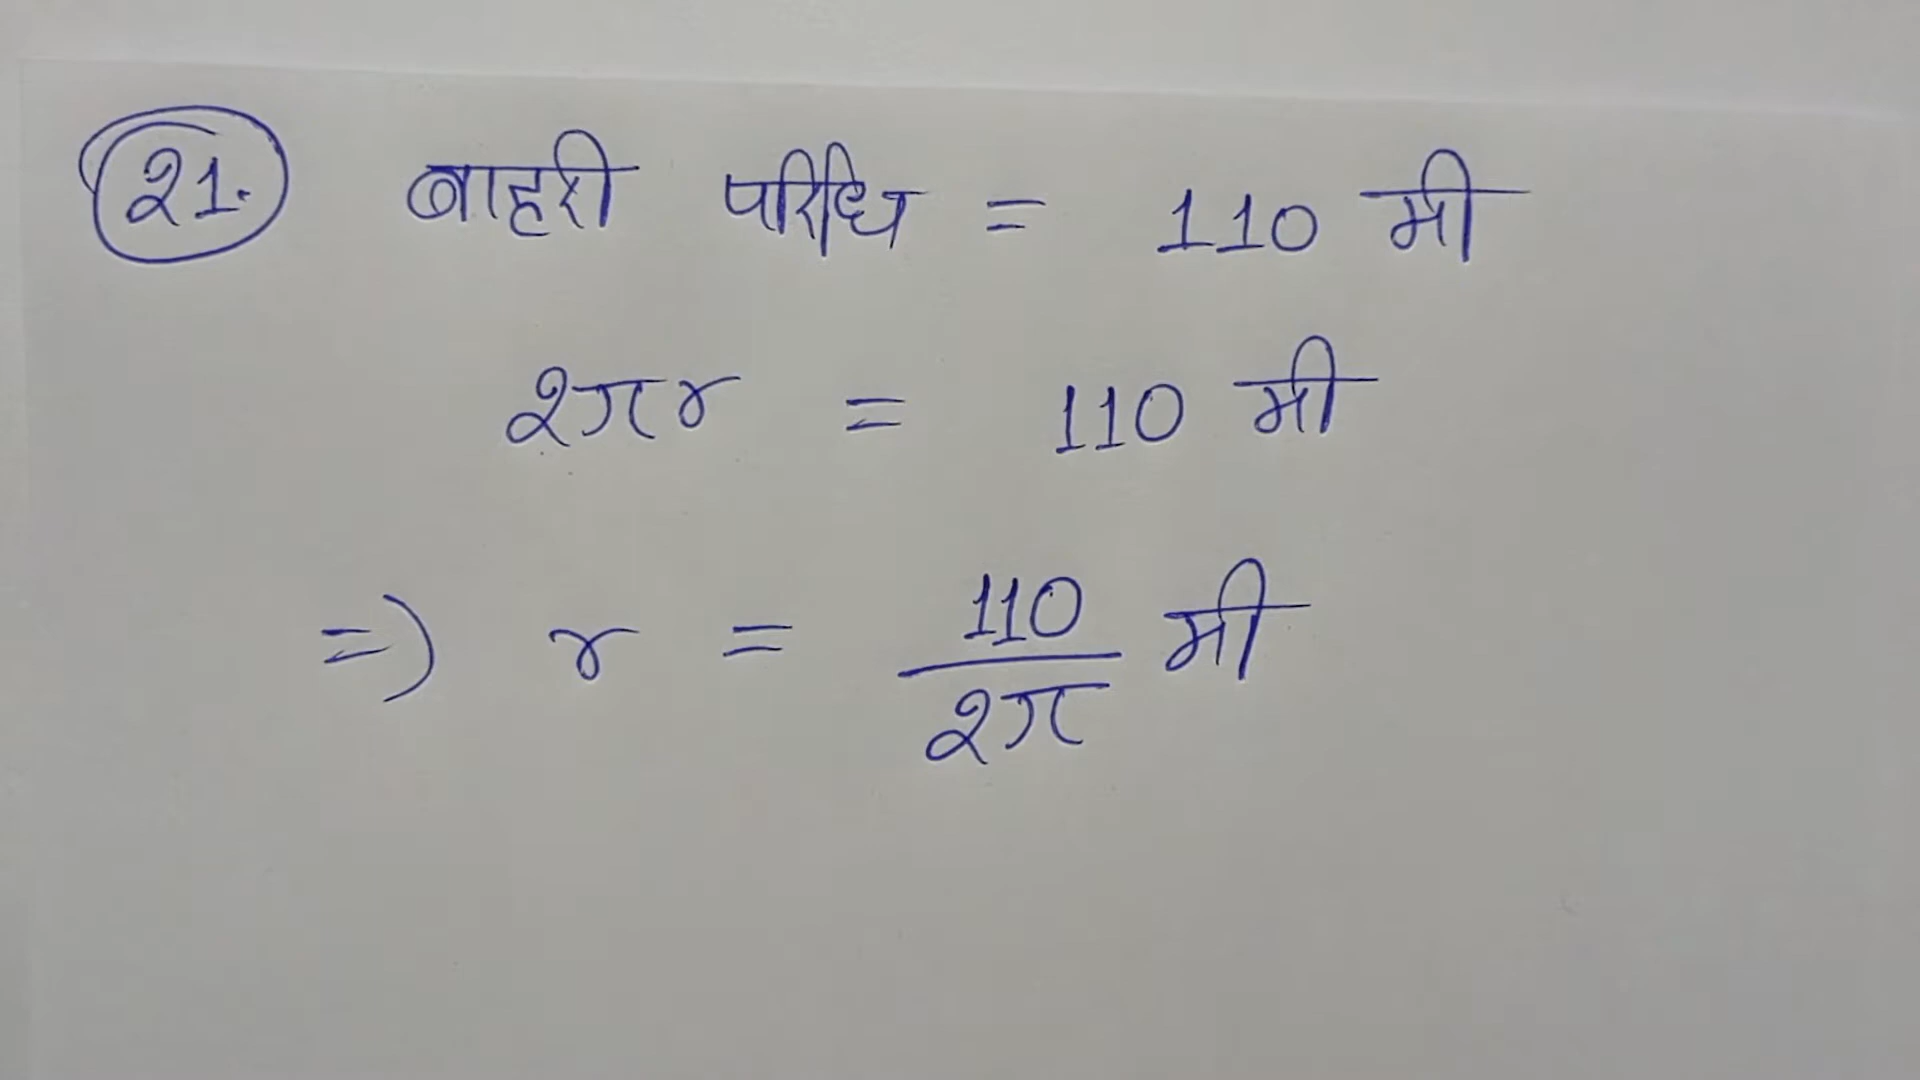 21. बाहरी परिधि = 110 मी
2πr = 110 मी
=> r = 110/2π मी